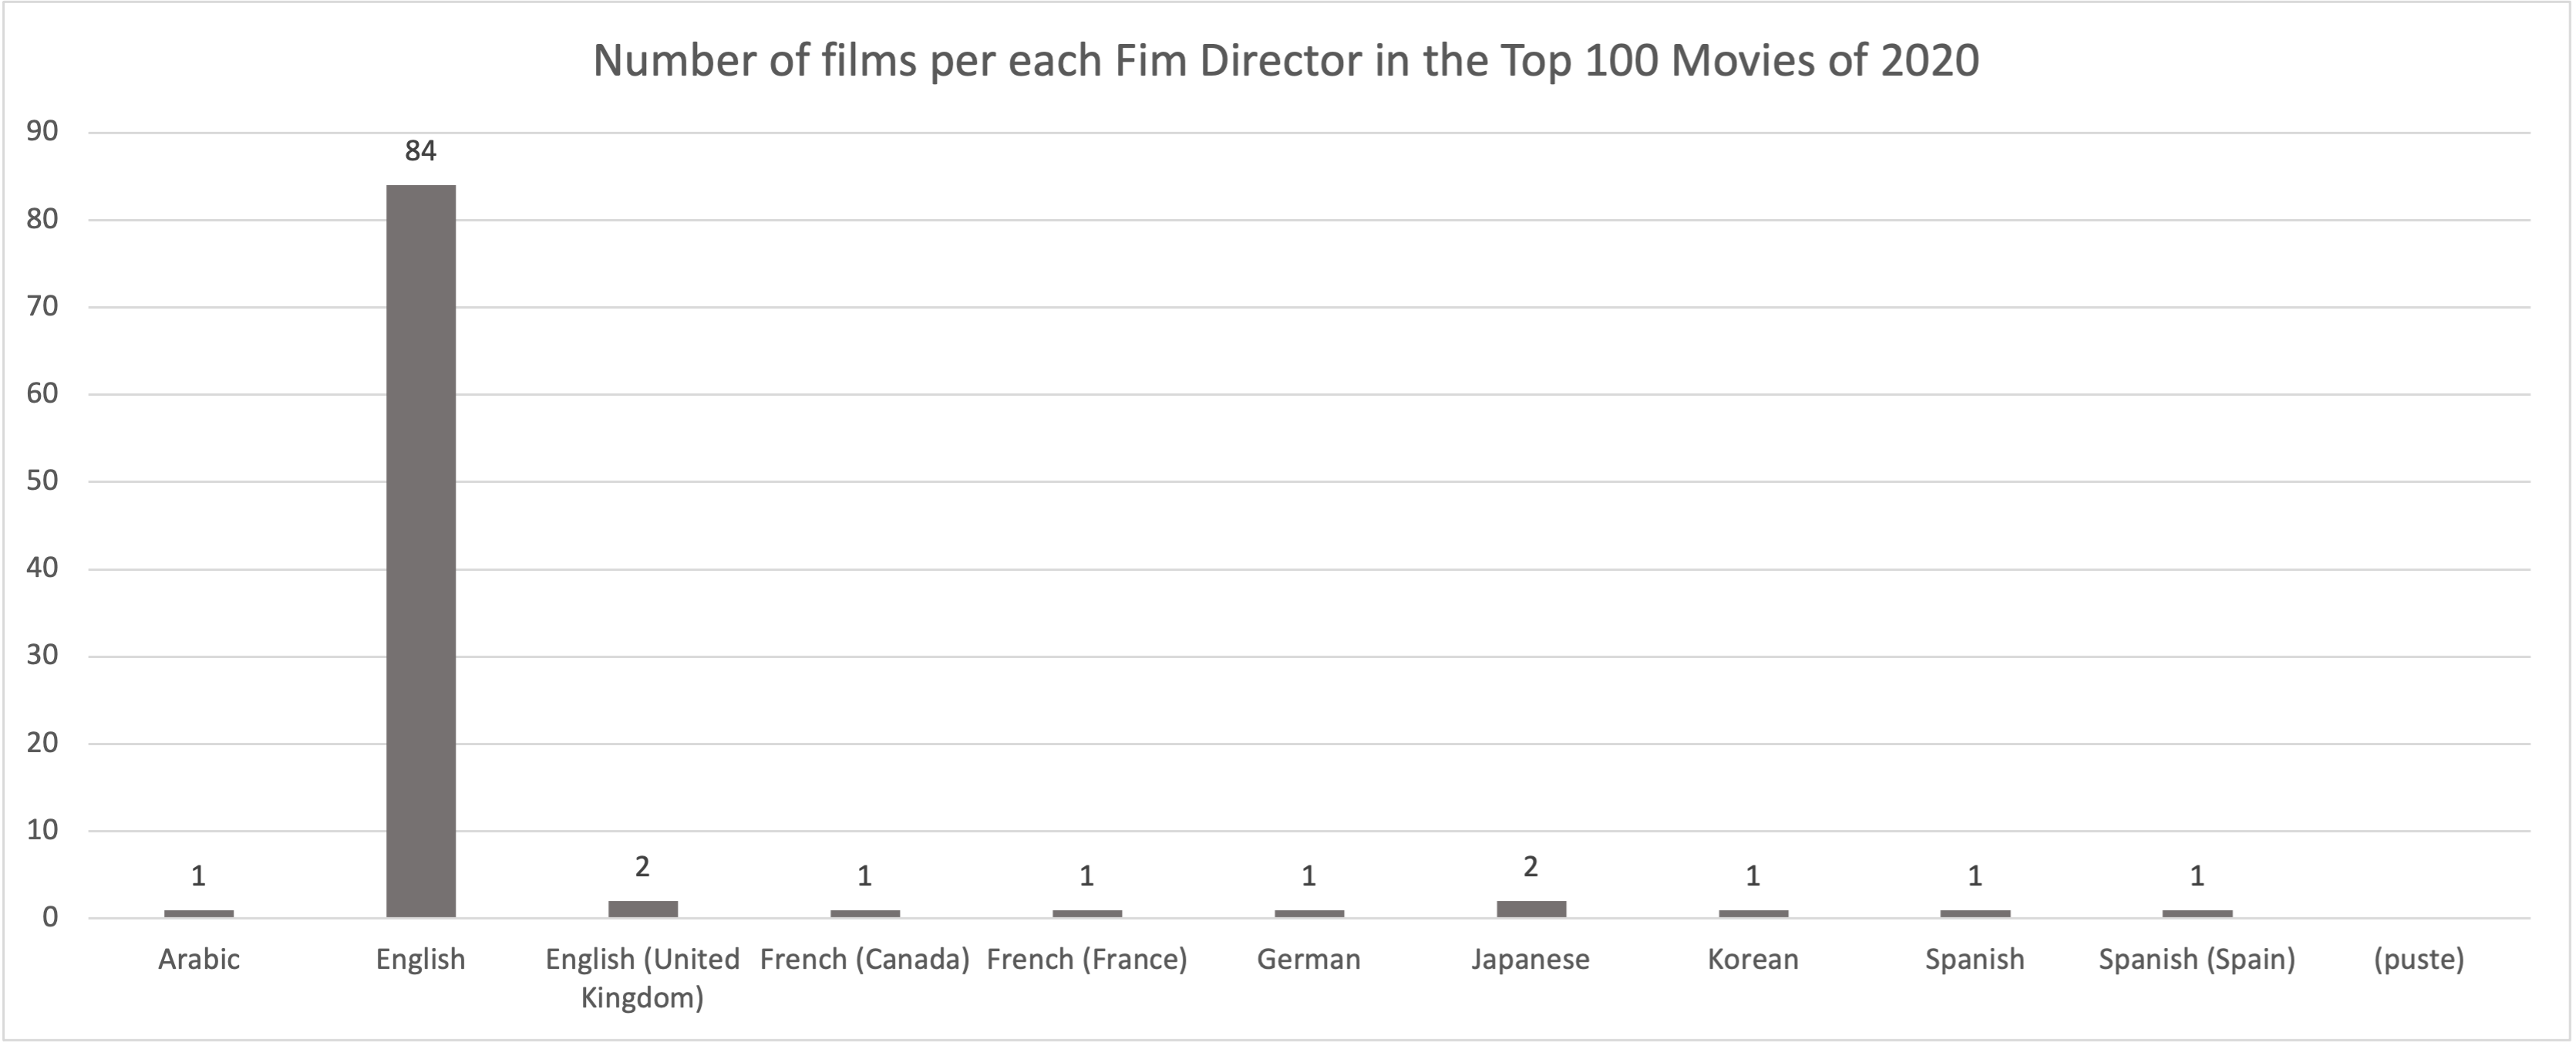 Number of films per each Fim Director in the Top 100 Movies of 2020
90
84
80
70
60
50
40
30
20
10
1
2
1
1
1
2
1
1
1
0
Arabic
English
English (United
Kingdom)
French (Canada)
French (France)
German
Japanese
Korean
Spanish
Spanish (Spain)
(puste)